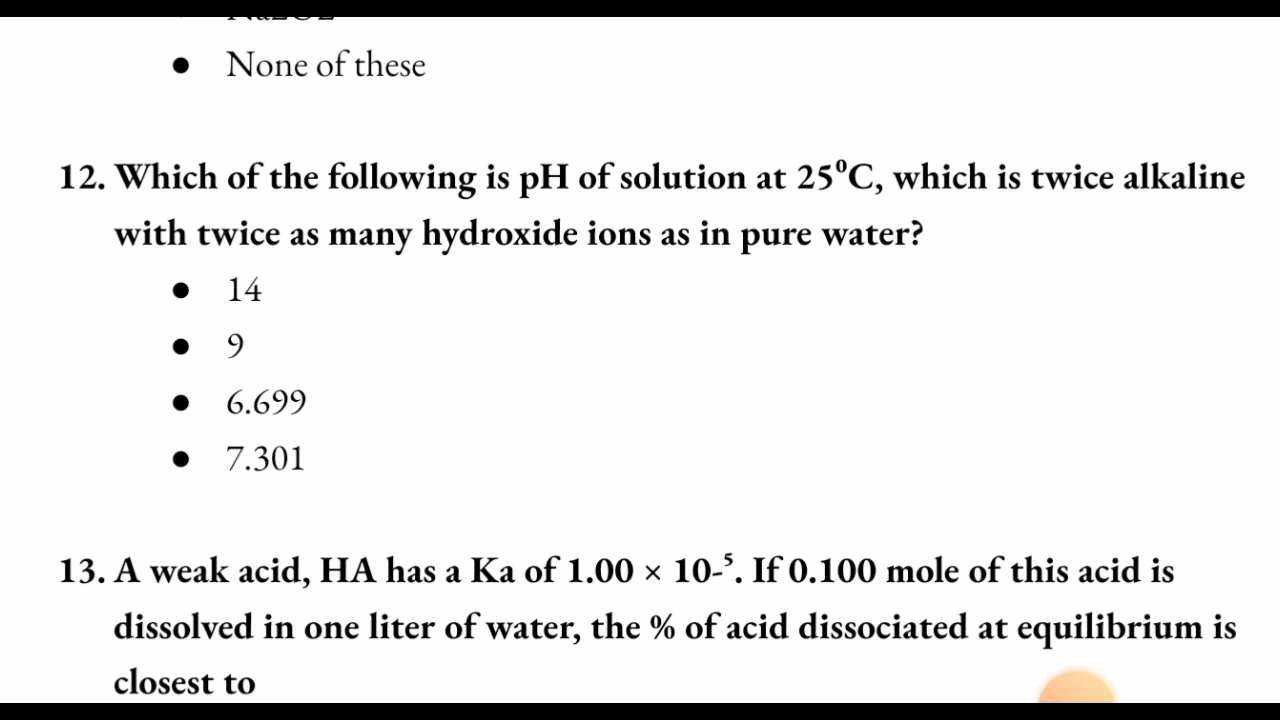 ● None of these
12. Which of the following is pH of solution at 25⁰C, which is twice alkaline
with twice as many hydroxide ions as in pure water?
● 14
● 9
● 6.699
● 7.301
13. A weak acid, HA has a Ka of 1.00 × 10-⁵. If 0.100 mole of this acid is
dissolved in one liter of water, the % of acid dissociated at equilibrium is
closest to